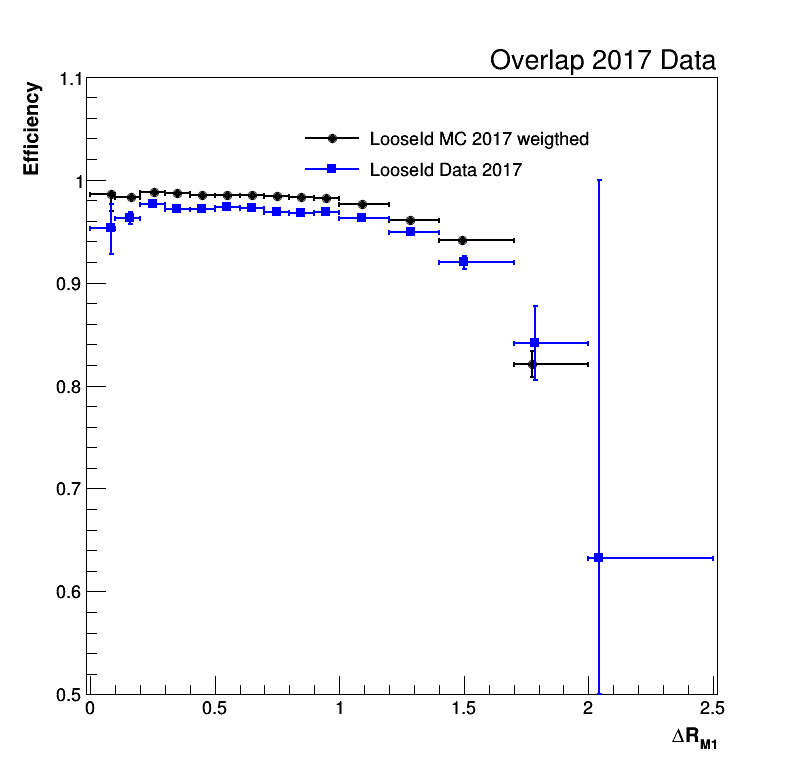 Overlap 2017 Data
Efficiency
LooseId MC 2017 weigthed
LooseId Data 2017
1.1
1
0.9
0.8
0.7
0.6
0.5
0 0.5 1 1.5 2 2.5
ΔR_M1